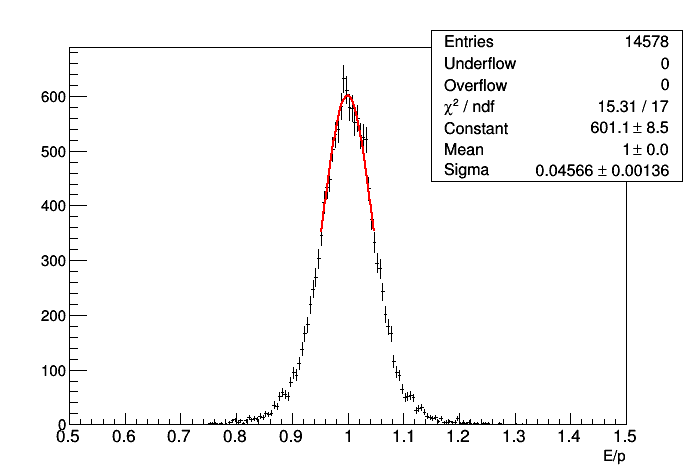 Entries 14578
Underflow 0
Overflow 0
χ² / ndf 15.31 / 17
Constant 601.1 ± 8.5
Mean 1 ± 0.0
Sigma 0.04566 ± 0.00136
600
500
400
300
200
100
0
0.5 0.6 0.7 0.8 0.9 1 1.1 1.2 1.3 1.4 1.5
E/p